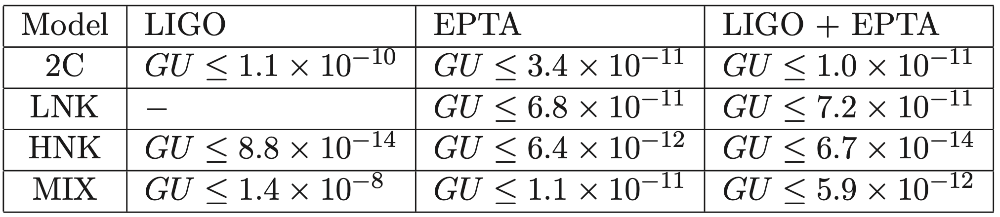 Model LIGO EPTA LIGO + EPTA
2C GU ≤ 1.1 × 10⁻¹⁰ GU ≤ 3.4 × 10⁻¹¹ GU ≤ 1.0 × 10⁻¹¹
LNK − GU ≤ 6.8 × 10⁻¹¹ GU ≤ 7.2 × 10⁻¹¹
HNK GU ≤ 8.8 × 10⁻¹⁴ GU ≤ 6.4 × 10⁻¹² GU ≤ 6.7 × 10⁻¹⁴
MIX GU ≤ 1.4 × 10⁻⁸ GU ≤ 1.1 × 10⁻¹¹ GU ≤ 5.9 × 10⁻¹²